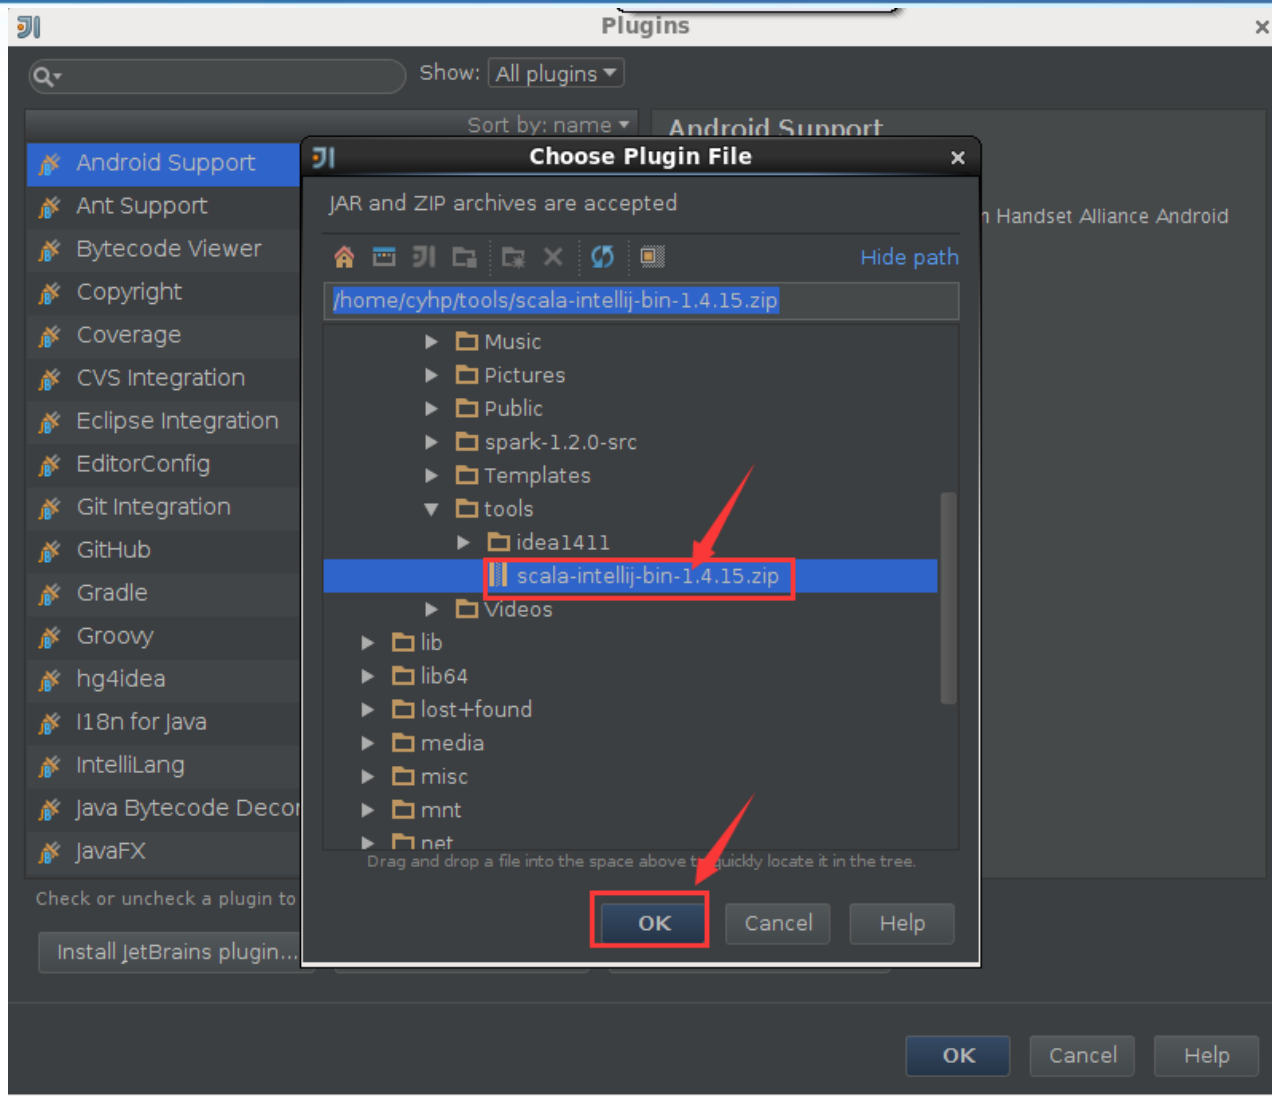 Plugins
Show: All plugins
Sort by: name
Android Support
Android Support
Ant Support
Bytecode Viewer
Copyright
Coverage
CVS Integration
Eclipse Integration
EditorConfig
Git Integration
GitHub
Gradle
Groovy
hg4idea
I18n for Java
IntelliLang
Java Bytecode Decor
JavaFX
Check or uncheck a plugin to
Install JetBrains plugin...
Handset Alliance Android
Choose Plugin File
JAR and ZIP archives are accepted
Hide path
/home/cyhp/tools/scala-intellij-bin-1.4.15.zip
Music
Pictures
Public
spark-1.2.0-src
Templates
tools
idea1411
scala-intellij-bin-1.4.15.zip
Videos
lib
lib64
lost+found
media
misc
mnt
net
Drag and drop a file into the space above to quickly locate it in the tree.
OK Cancel Help
OK Cancel Help